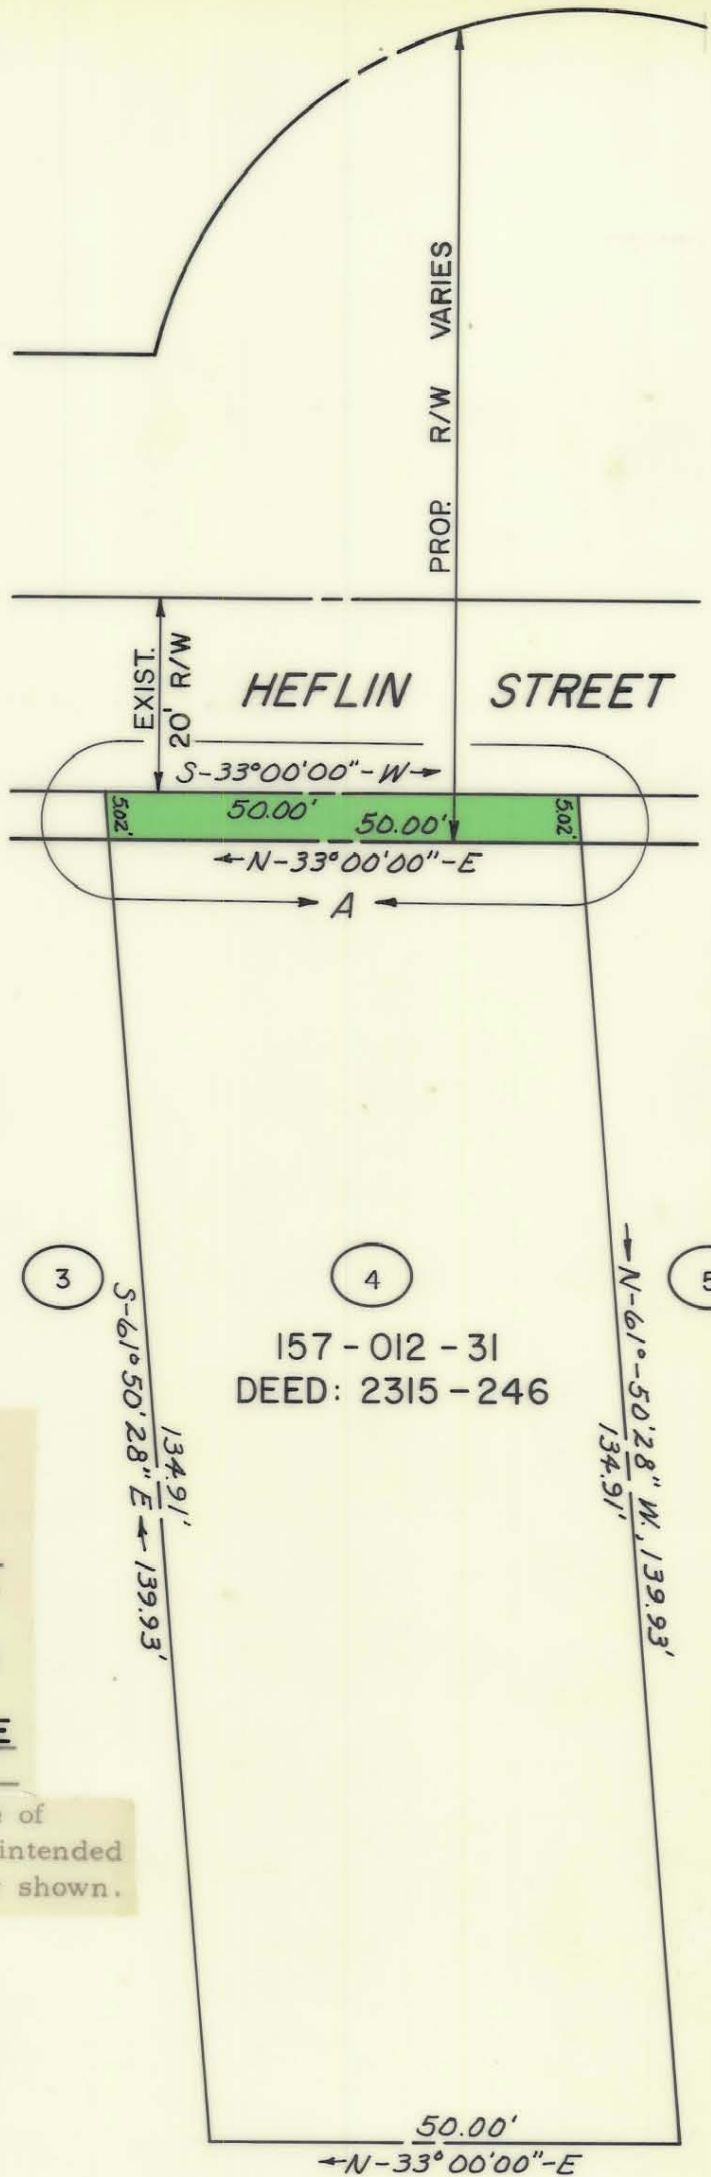 PROP. R/W VARIES
EXIST.
20' R/W
HEFLIN STREET
S-33°00'00"-W
5.02'
50.00'
50.00'
5.02'
N-33°00'00"-E
A
3
4
5
157-012-31
DEED: 2315-246
134.91'
S-61°50'28" E 139.93'
N-61°-50'28" W., 139.93'
134.91'
E
of
intended
shown.
50.00'
N-33°00'00"-E